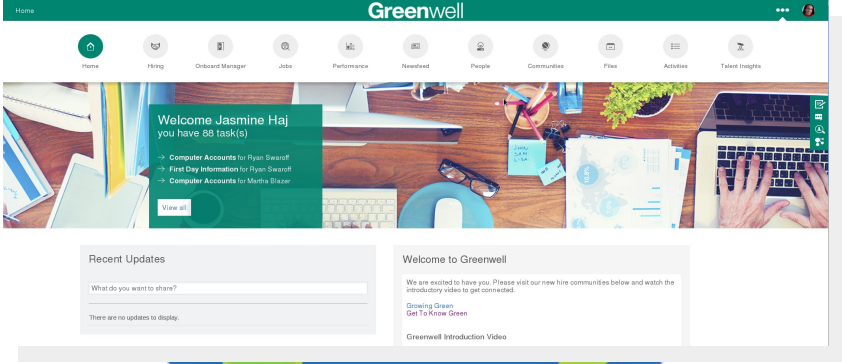 Home
Greenwell
Home
Hiring
Onboard Manager
Jobs
Performance
Newsfeed
People
Communities
Files
Activities
Talent Insights
Welcome Jasmine Haj
you have 88 task(s)
→ Computer Accounts for Ryan Swaroff
→ First Day Information for Ryan Swaroff
→ Computer Accounts for Martha Blazer
View all
JOHN
SAM
LISA
Recent Updates
What do you want to share?
There are no updates to display.
Welcome to Greenwell
We are excited to have you. Please visit our new hire communities below and watch the
introductory video to get connected.
Growing Green
Get To Know Green
Greenwell Introduction Video